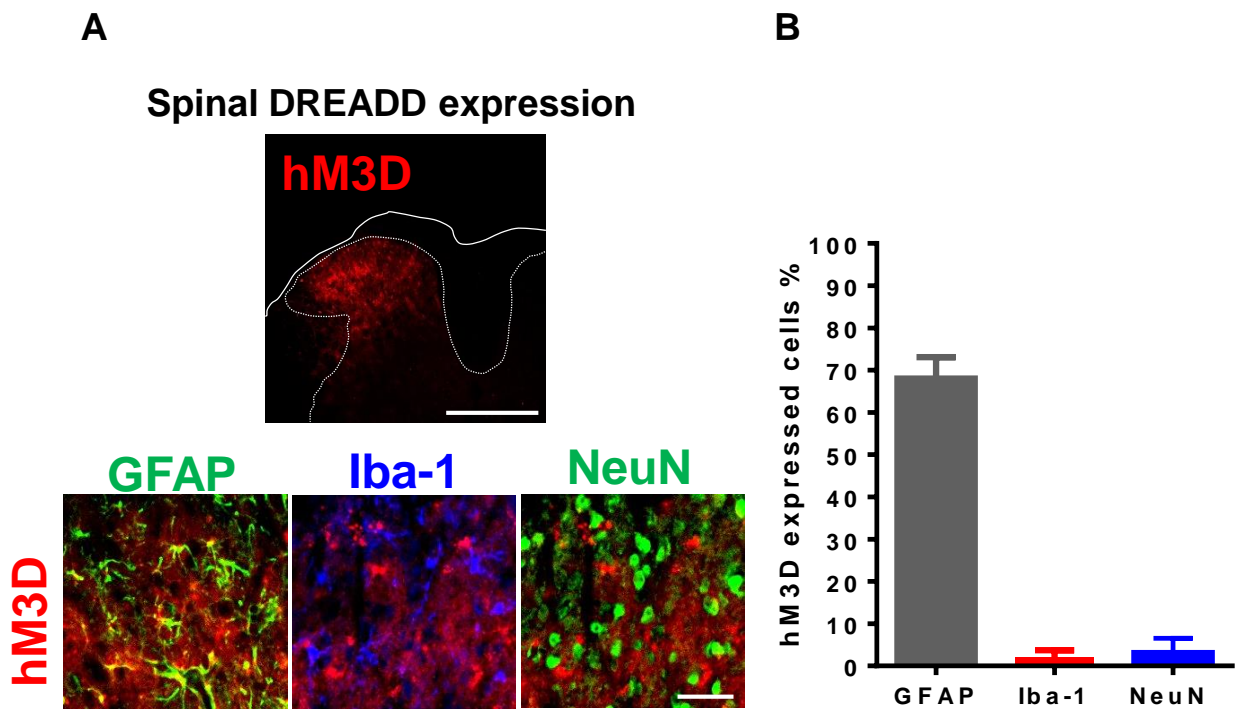 A
B
Spinal DREADD expression
hM3D
GFAP
Iba-1
NeuN
hM3D
hM3D expressed cells %
100
90
80
70
60
50
40
30
20
10
0
GFAP
Iba-1
NeuN